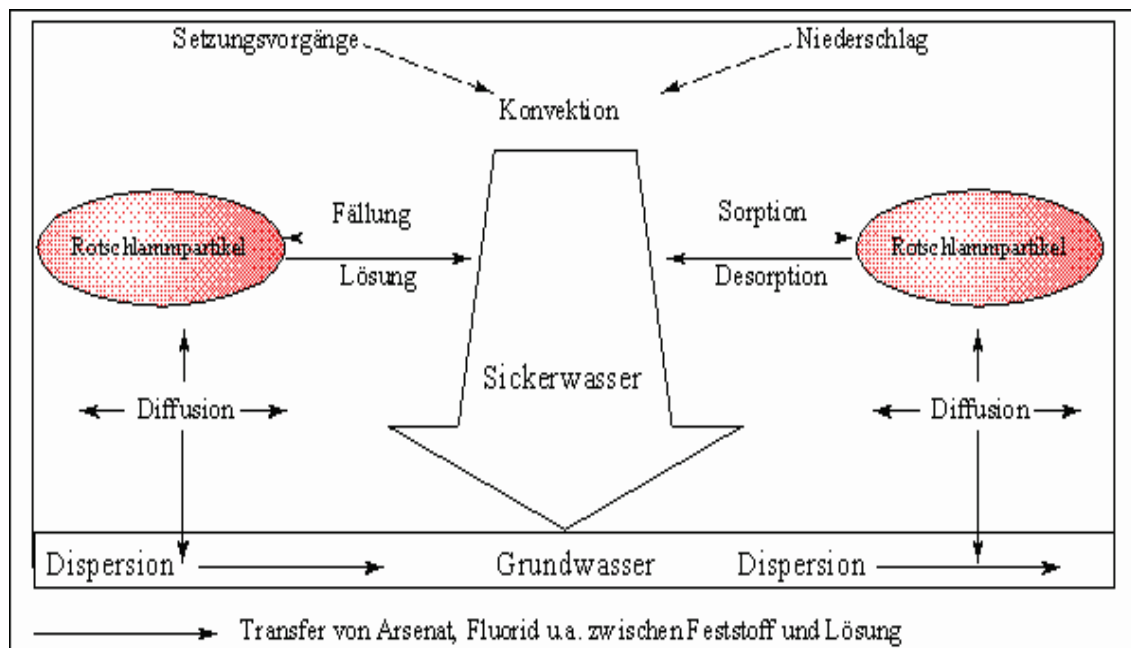 Setzungsvorgänge
Niederschlag
Konvektion
Fällung
Sorption
Rotschlammpartikel
Rotschlammpartikel
Lösung
Desorption
Sickerwasser
Diffusion
Diffusion
Dispersion
Grundwasser
Dispersion
Transfer von Arsenat, Fluorid u.a. zwischen Feststoff und Lösung